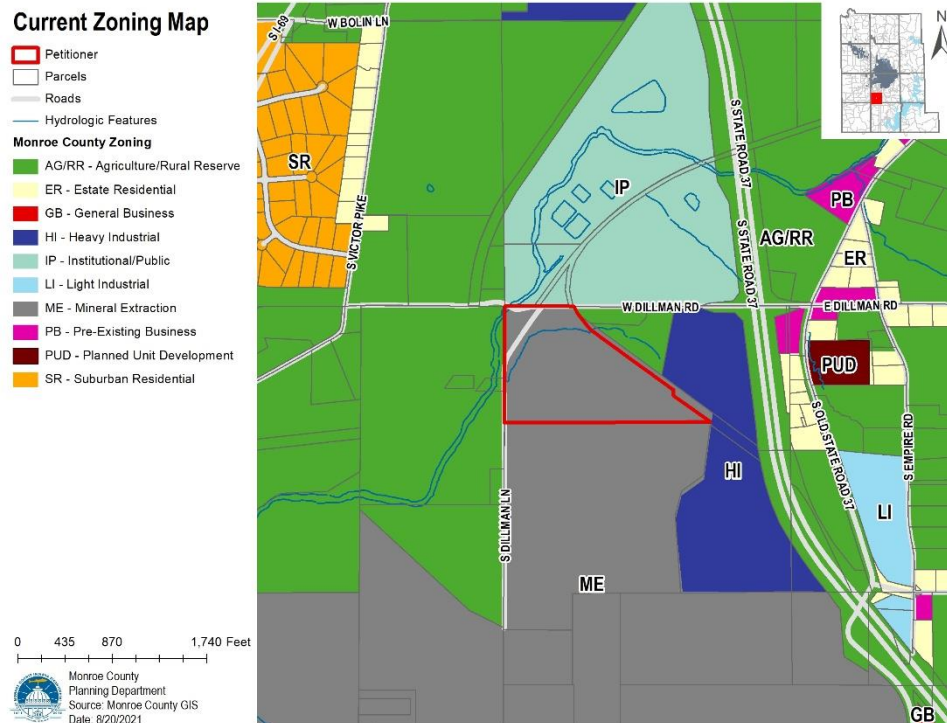 Current Zoning Map
Petitioner
Parcels
Roads
Hydrologic Features
Monroe County Zoning
AG/RR - Agriculture/Rural Reserve
ER - Estate Residential
GB - General Business
HI - Heavy Industrial
IP - Institutional/Public
LI - Light Industrial
ME - Mineral Extraction
PB - Pre-Existing Business
PUD - Planned Unit Development
SR - Suburban Residential
0 435 870 1,740 Feet
Monroe County
Planning Department
Source: Monroe County GIS
Date: 8/20/2021
S I-69
W BOLIN LN
N
SR
S VICTOR PIKE
IP
S STATE ROAD 37
S STATE ROAD 37
AG/RR
PB
ER
W DILLMAN RD
E DILLMAN RD
PUD
S OLD STATE ROAD 37
S EMPIRE RD
S DILLMAN LN
HI
LI
ME
GB